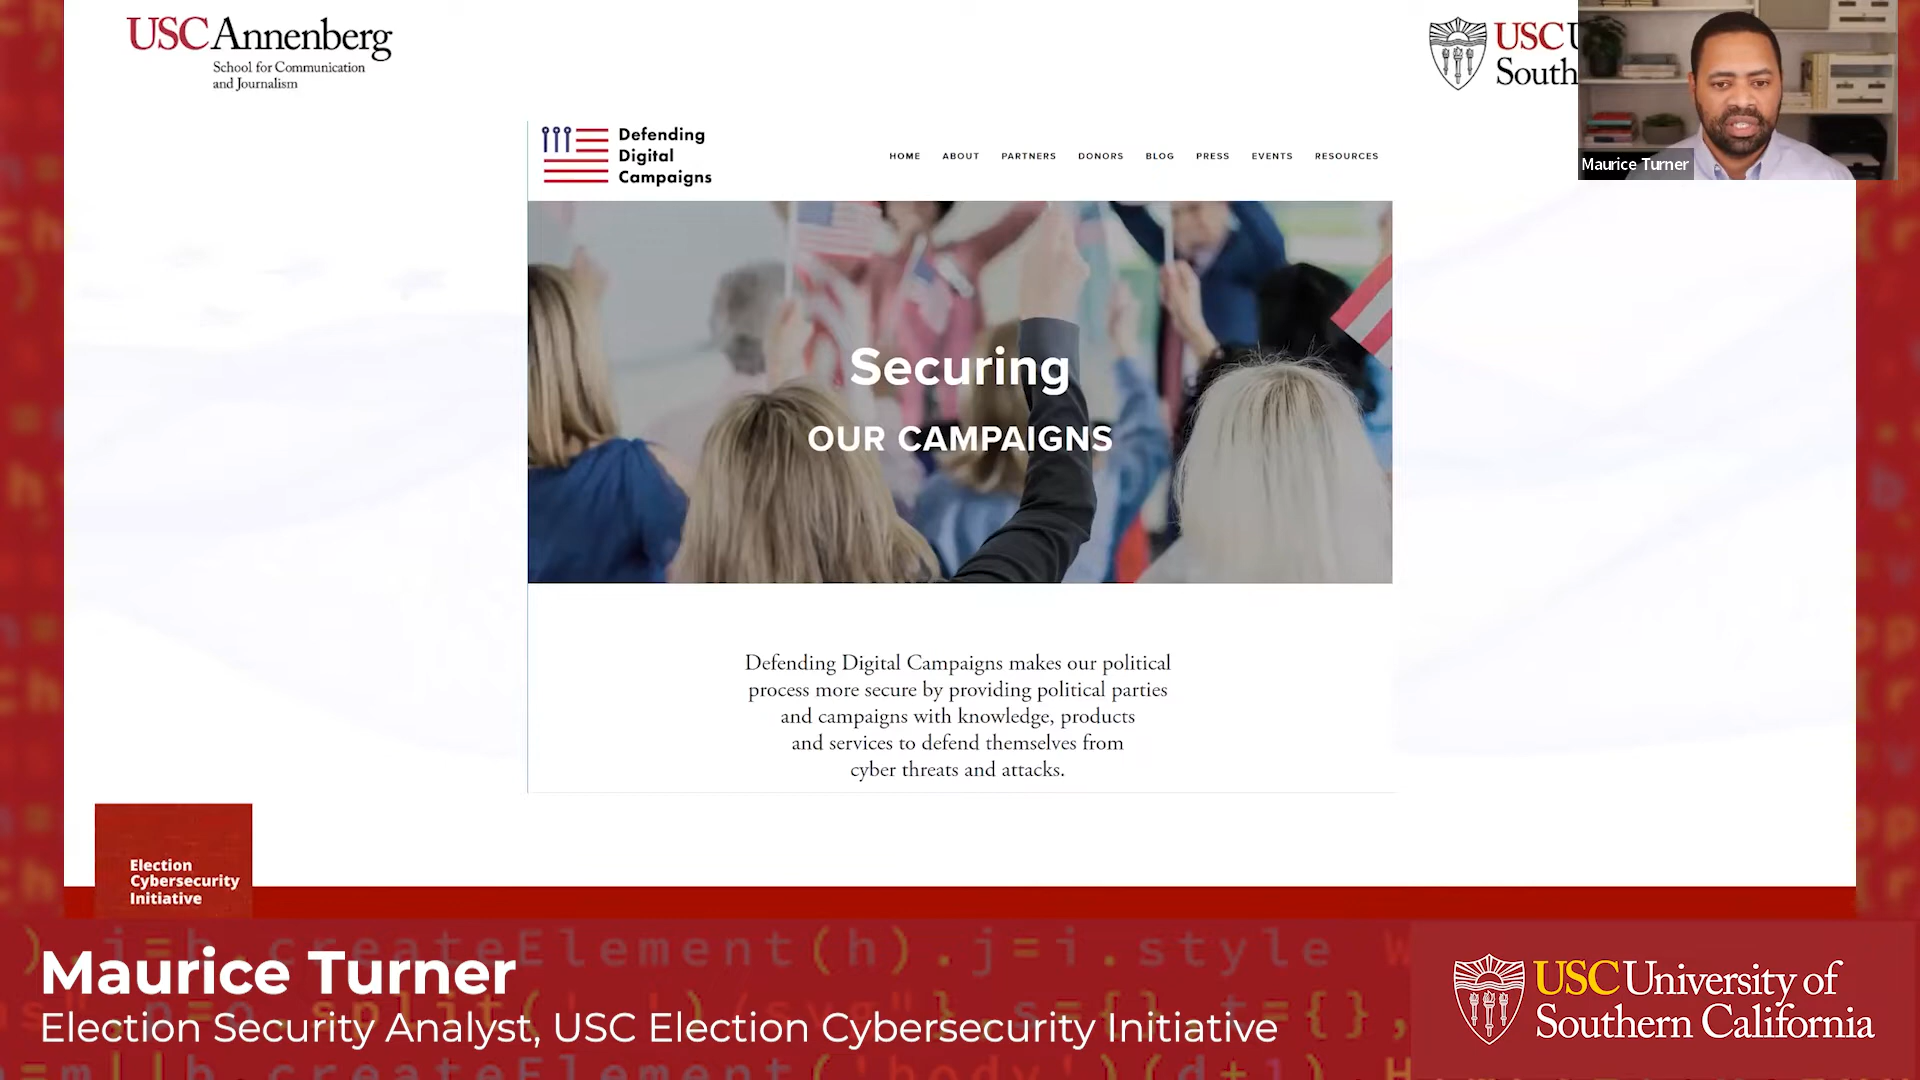 USC Annenberg
School for Communication
and Journalism
USC
South
Maurice Turner
Defending
Digital
Campaigns
HOME ABOUT PARTNERS DONORS BLOG PRESS EVENTS RESOURCES
Securing
OUR CAMPAIGNS
Defending Digital Campaigns makes our political
process more secure by providing political parties
and campaigns with knowledge, products
and services to defend themselves from
cyber threats and attacks.
Election
Cybersecurity
Initiative
Maurice Turner
Election Security Analyst, USC Election Cybersecurity Initiative
USC University of
Southern California